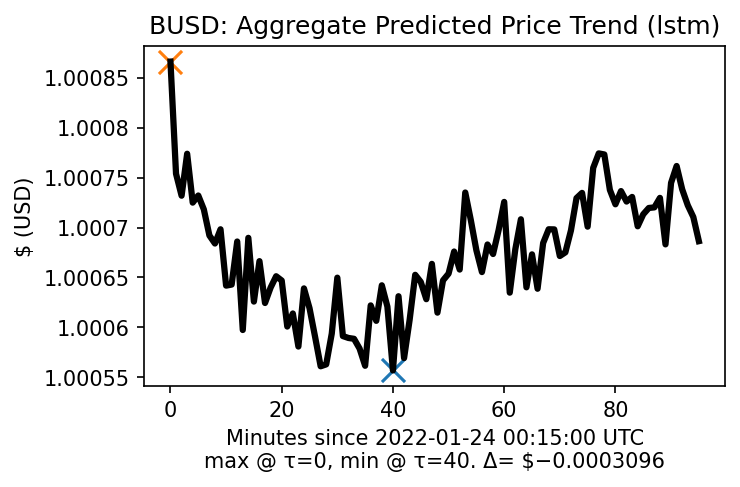 BUSD: Aggregate Predicted Price Trend (lstm)
1.00085
1.0008
1.00075
1.0007
1.00065
1.0006
1.00055
$ (USD)
0 20 40 60 80
Minutes since 2022-01-24 00:15:00 UTC
max @ τ=0, min @ τ=40. Δ= $−0.0003096